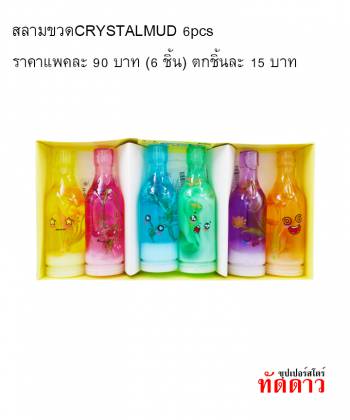 สลามขวดCRYSTALMUD 6pcs
ราคาแพคละ 90 บาท (6 ชิ้น) ตกชิ้นละ 15 บาท
ซุปเปอร์สโตร์
ทัดดาว